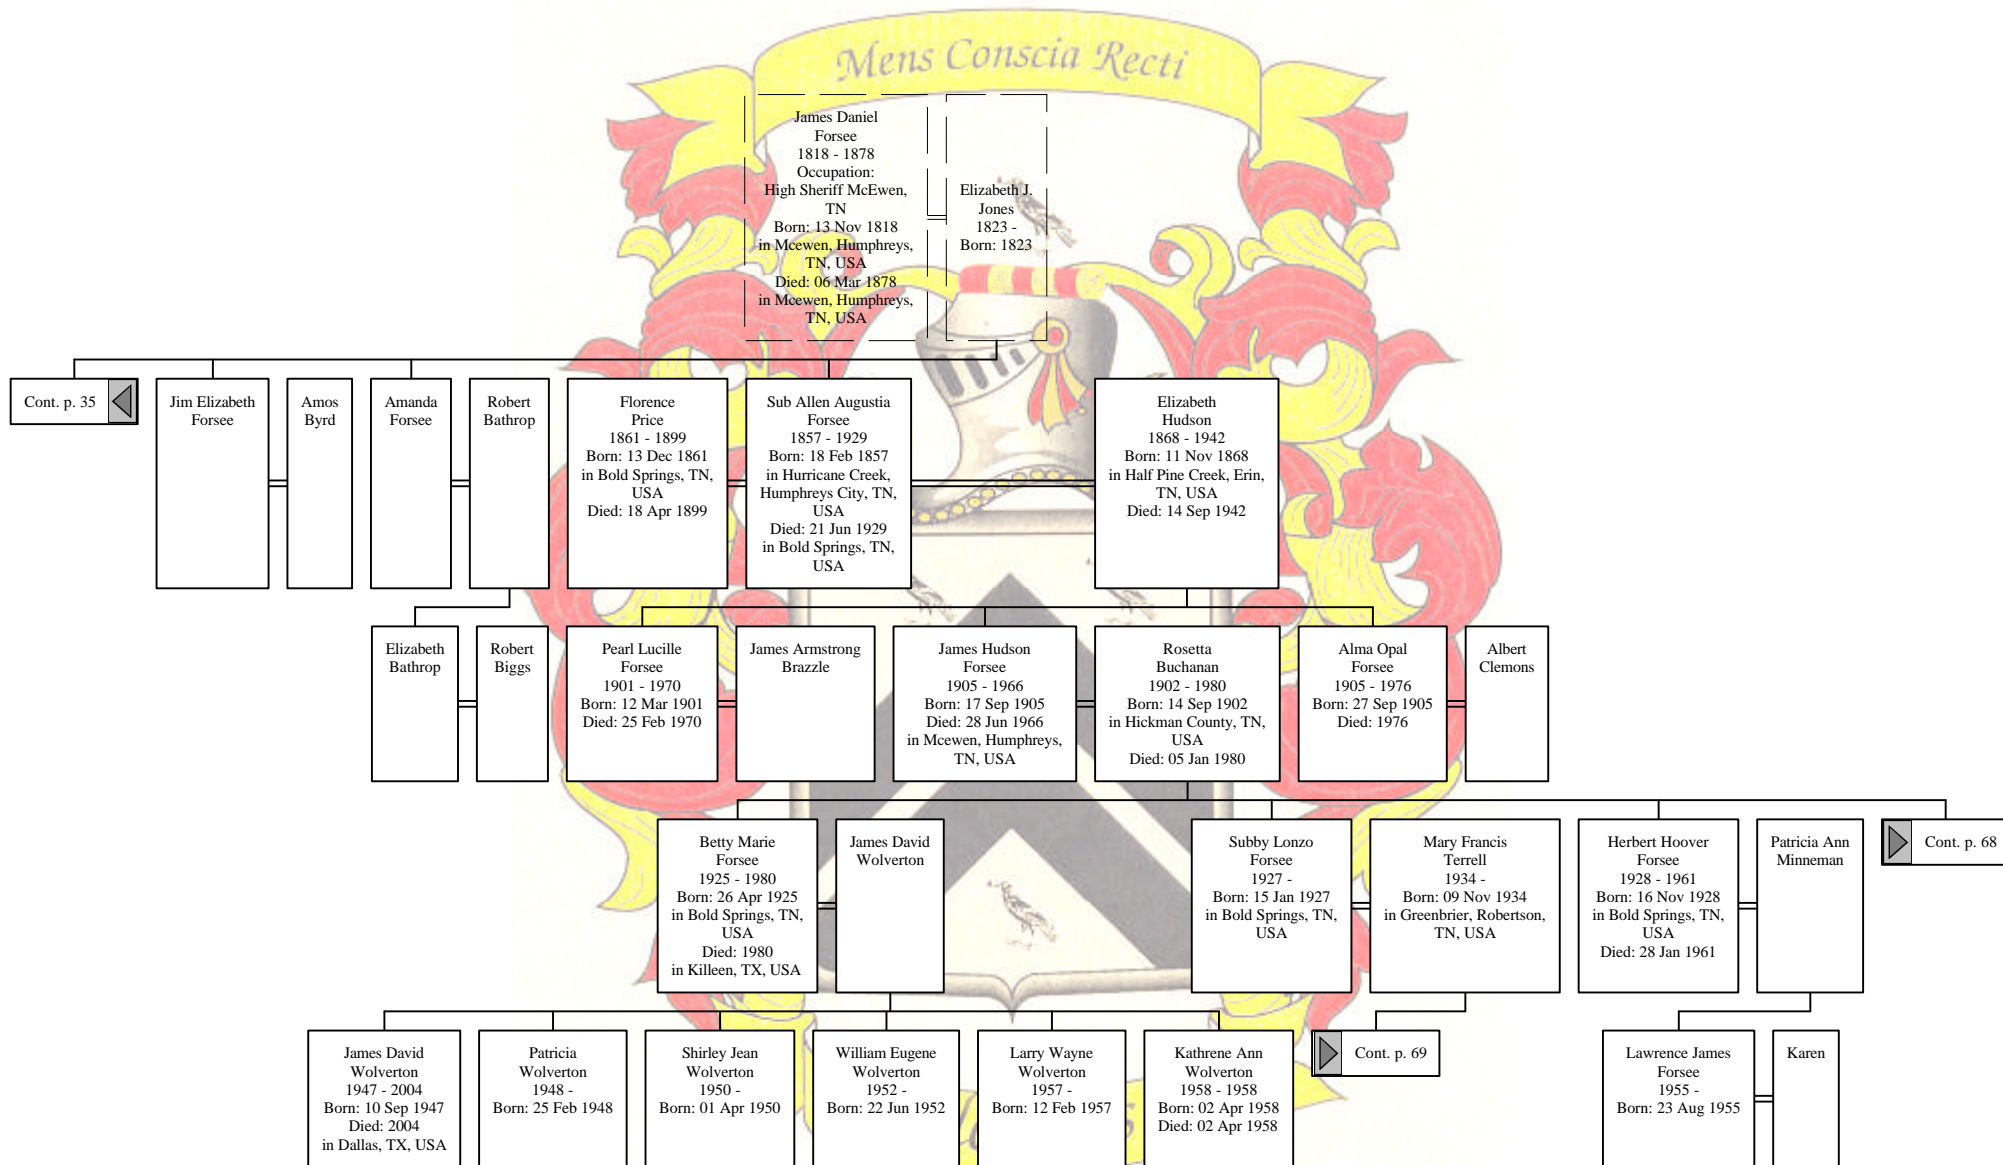 Mens Conscia Recti
James Daniel
Forsee
1818 - 1878
Occupation:
High Sheriff McEwen,
TN
Born: 13 Nov 1818
in Mcewen, Humphreys,
TN, USA
Died: 06 Mar 1878
in Mcewen, Humphreys,
TN, USA
Elizabeth J.
Jones
1823 -
Born: 1823
Cont. p. 35
Jim Elizabeth
Forsee
Amos
Byrd
Amanda
Forsee
Robert
Bathrop
Florence
Price
1861 - 1899
Born: 13 Dec 1861
in Bold Springs, TN,
USA
Died: 18 Apr 1899
Sub Allen Augustia
Forsee
1857 - 1929
Born: 18 Feb 1857
in Hurricane Creek,
Humphreys City, TN,
USA
Died: 21 Jun 1929
in Bold Springs, TN,
USA
Elizabeth
Hudson
1868 - 1942
Born: 11 Nov 1868
in Half Pine Creek, Erin,
TN, USA
Died: 14 Sep 1942
Elizabeth
Bathrop
Robert
Biggs
Pearl Lucille
Forsee
1901 - 1970
Born: 12 Mar 1901
Died: 25 Feb 1970
James Armstrong
Brazzle
James Hudson
Forsee
1905 - 1966
Born: 17 Sep 1905
Died: 28 Jun 1966
in Mcewen, Humphreys,
TN, USA
Rosetta
Buchanan
1902 - 1980
Born: 14 Sep 1902
in Hickman County, TN,
USA
Died: 05 Jan 1980
Alma Opal
Forsee
1905 - 1976
Born: 27 Sep 1905
Died: 1976
Albert
Clemons
Betty Marie
Forsee
1925 - 1980
Born: 26 Apr 1925
in Bold Springs, TN,
USA
Died: 1980
in Killeen, TX, USA
James David
Wolverton
Subby Lonzo
Forsee
1927 -
Born: 15 Jan 1927
in Bold Springs, TN,
USA
Mary Francis
Terrell
1934 -
Born: 09 Nov 1934
in Greenbrier, Robertson,
TN, USA
Herbert Hoover
Forsee
1928 - 1961
Born: 16 Nov 1928
in Bold Springs, TN,
USA
Died: 28 Jan 1961
Patricia Ann
Minneman
Cont. p. 68
James David
Wolverton
1947 - 2004
Born: 10 Sep 1947
Died: 2004
in Dallas, TX, USA
Patricia
Wolverton
1948 -
Born: 25 Feb 1948
Shirley Jean
Wolverton
1950 -
Born: 01 Apr 1950
William Eugene
Wolverton
1952 -
Born: 22 Jun 1952
Larry Wayne
Wolverton
1957 -
Born: 12 Feb 1957
Kathrene Ann
Wolverton
1958 - 1958
Born: 02 Apr 1958
Died: 02 Apr 1958
Cont. p. 69
Lawrence James
Forsee
1955 -
Born: 23 Aug 1955
Karen